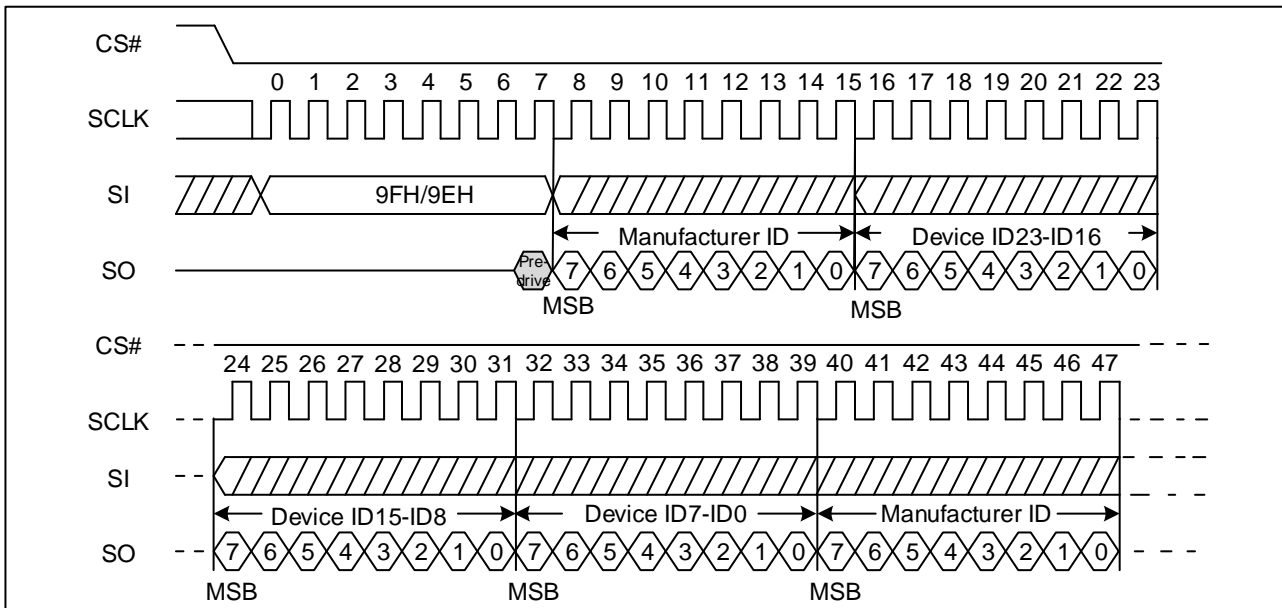 CS#
0 1 2 3 4 5 6 7 8 9 10 11 12 13 14 15 16 17 18 19 20 21 22 23
SCLK
SI 9FH/9EH
Manufacturer ID Device ID23-ID16
SO Pre-drive 7 6 5 4 3 2 1 0 7 6 5 4 3 2 1 0
MSB MSB
CS#
24 25 26 27 28 29 30 31 32 33 34 35 36 37 38 39 40 41 42 43 44 45 46 47
SCLK
SI
Device ID15-ID8 Device ID7-ID0 Manufacturer ID
SO 7 6 5 4 3 2 1 0 7 6 5 4 3 2 1 0 7 6 5 4 3 2 1 0
MSB MSB MSB